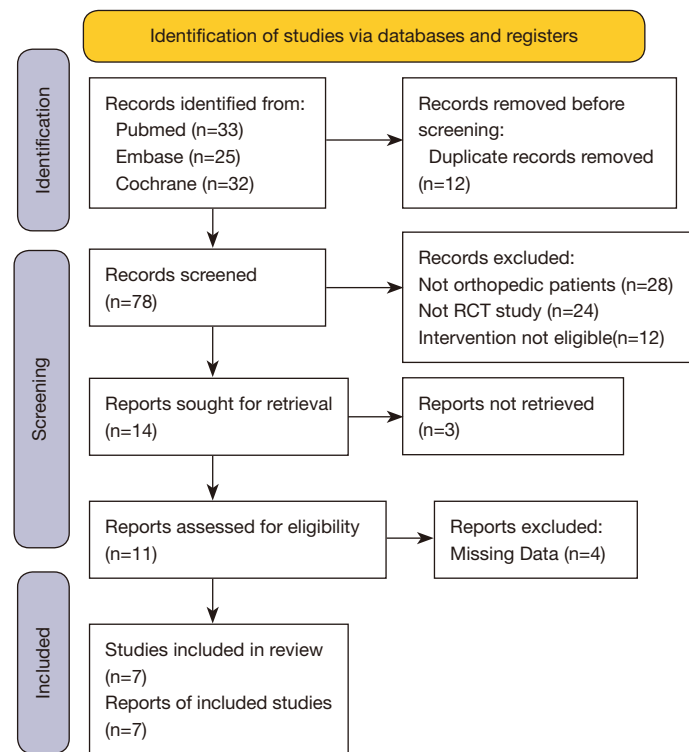 Identification of studies via databases and registers
Identification
Records identified from:
Pubmed (n=33)
Embase (n=25)
Cochrane (n=32)
Records removed before
screening:
Duplicate records removed
(n=12)
Screening
Records screened
(n=78)
Records excluded:
Not orthopedic patients (n=28)
Not RCT study (n=24)
Intervention not eligible(n=12)
Reports sought for retrieval
(n=14)
Reports not retrieved
(n=3)
Reports assessed for eligibility
(n=11)
Reports excluded:
Missing Data (n=4)
Included
Studies included in review
(n=7)
Reports of included studies
(n=7)